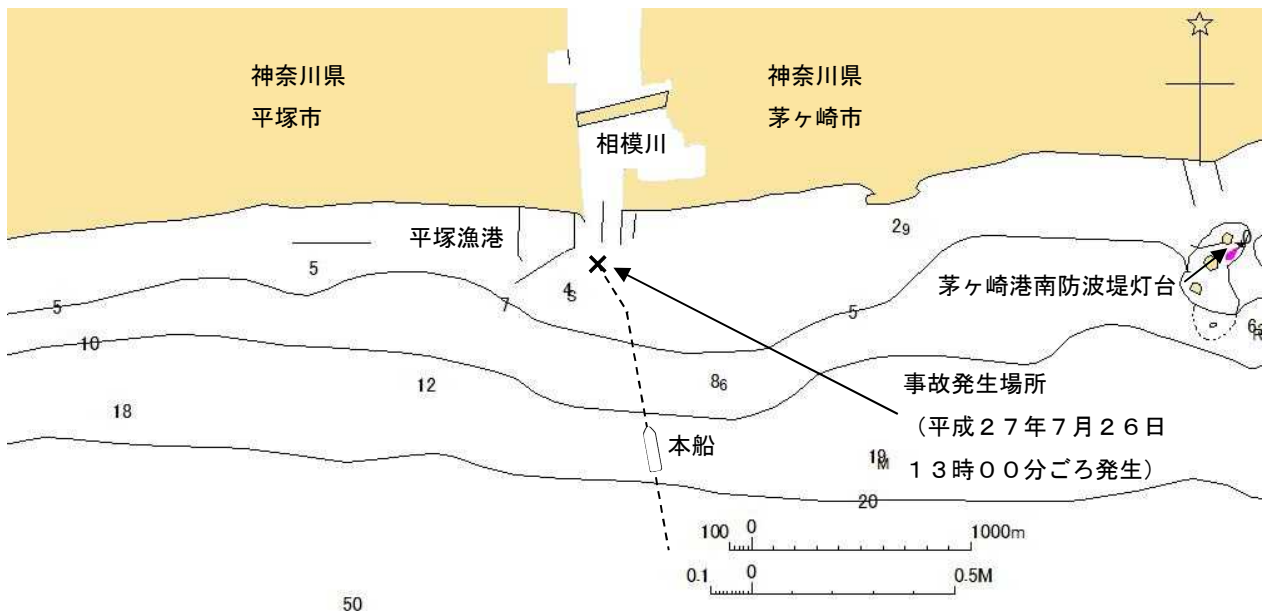 神奈川県
平塚市
神奈川県
茅ヶ崎市
相模川
平塚漁港
2₉
0
茅ヶ崎港南防波堤灯台
5
4
S
7
5
5
6
R
10
12
8₆
事故発生場所
（平成２７年７月２６日
１３時００分ごろ発生）
18
本船
19
M
20
100 0 1000m
0.1 0 0.5M
50